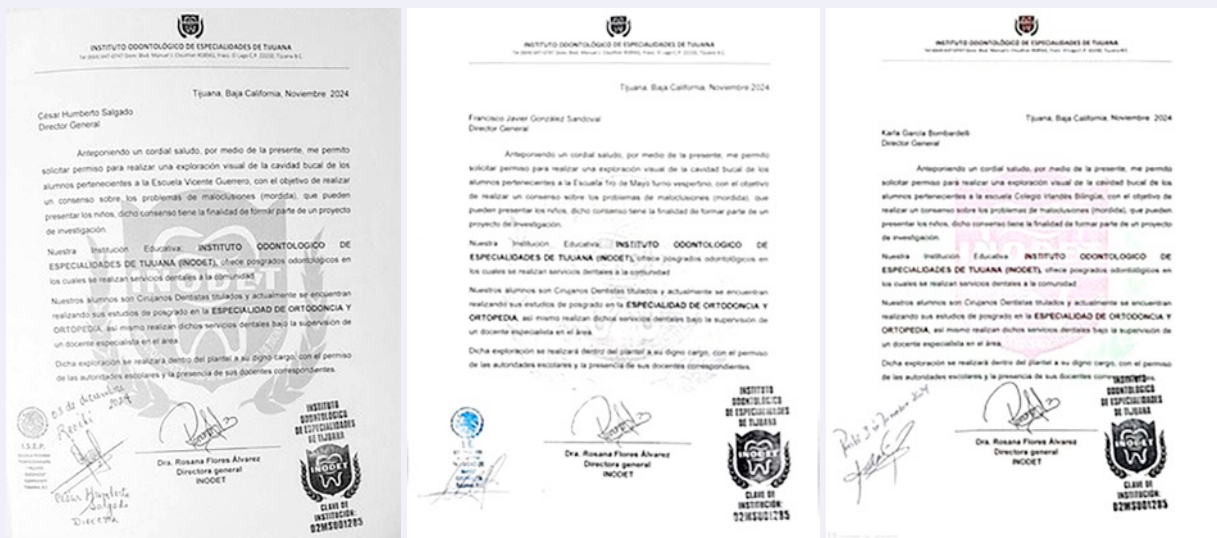 INSTITUTO ODONTOLÓGICO DE ESPECIALIDADES DE TIJUANA
Tijuana, Baja California, Noviembre 2024
César Humberto Salgado
Director General
Anteponiendo un cordial saludo, por medio de la presente, me permito
solicitar permiso para realizar una exploración visual de la cavidad bucal de los
alumnos pertenecientes a la Escuela Vicente Guerrero, con el objetivo de realizar
un consenso sobre los problemas de maloclusiones (mordida), que pueden
presentar los niños, dicho consenso tiene la finalidad de formar parte de un proyecto
de investigación.
Nuestra Institución Educativa: INSTITUTO ODONTOLOGICO DE
ESPECIALIDADES DE TIJUANA (INODET), ofrece posgrados odontológicos en
los cuales se realizan servicios dentales a la comunidad.
Nuestros alumnos son Cirujanos Dentistas titulados y actualmente se encuentran
realizando sus estudios de posgrado en la ESPECIALIDAD DE ORTODONCIA Y
ORTOPEDIA, así mismo realizan dichos servicios dentales bajo la supervisión de
un docente especialista en el área.
Dicha exploración se realizará dentro del plantel a su digno cargo, con el permiso
de las autoridades escolares y la presencia de sus docentes correspondientes.
INODET
03 de diciembre
2024
Recibí
I.S.E.P.
César Humberto
Salgado
Director
Dra. Rosana Flores Álvarez
Directora general
INODET
INSTITUTO
ODONTOLOGICO
DE ESPECIALIDADES
DE TIJUANA
INODET
CLAVE DE
INSTITUCIÓN:
02MSU01285
INSTITUTO ODONTOLÓGICO DE ESPECIALIDADES DE TIJUANA
Tijuana, Baja California, Noviembre 2024
Francisco Javier González Sandoval
Director General
Anteponiendo un cordial saludo, por medio de la presente, me permito
solicitar permiso para realizar una exploración visual de la cavidad bucal de los
alumnos pertenecientes a la Escuela 1ro de Mayo turno vespertino, con el objetivo
de realizar un consenso sobre los problemas de maloclusiones (mordida), que
pueden presentar los niños, dicho consenso tiene la finalidad de formar parte de un
proyecto de investigación.
Nuestra Institución Educativa: INSTITUTO ODONTOLOGICO DE
ESPECIALIDADES DE TIJUANA (INODET), ofrece posgrados odontológicos en
los cuales se realizan servicios dentales a la comunidad
Nuestros alumnos son Cirujanos Dentistas titulados y actualmente se encuentran
realizando sus estudios de posgrado en la ESPECIALIDAD DE ORTODONCIA Y
ORTOPEDIA, así mismo realizan dichos servicios dentales bajo la supervisión de
un docente especialista en el área.
Dicha exploración se realizará dentro del plantel a su digno cargo, con el permiso
de las autoridades escolares y la presencia de sus docentes correspondientes.
Dra. Rosana Flores Álvarez
Directora general
INODET
INSTITUTO
ODONTOLOGICO
DE ESPECIALIDADES
DE TIJUANA
INODET
CLAVE DE
INSTITUCIÓN:
02MSU01285
INSTITUTO ODONTOLÓGICO DE ESPECIALIDADES DE TIJUANA
Tijuana, Baja California, Noviembre 2024
Karla García Bombardelli
Director General
Anteponiendo un cordial saludo, por medio de la presente, me permito
solicitar permiso para realizar una exploración visual de la cavidad bucal de los
alumnos pertenecientes a la escuela Colegio Irlandés Bilingüe, con el objetivo de
realizar un consenso sobre los problemas de maloclusiones (mordida), que pueden
presentar los niños, dicho consenso tiene la finalidad de formar parte de un proyecto
de investigación.
Nuestra Institución Educativa INSTITUTO ODONTOLOGICO DE
ESPECIALIDADES DE TIJUANA (INODET), ofrece posgrados odontológicos en
los cuales se realizan servicios dentales a la comunidad
Nuestros alumnos son Cirujanos Dentistas titulados y actualmente se encuentran
realizando sus estudios de posgrado en la ESPECIALIDAD DE ORTODONCIA Y
ORTOPEDIA, así mismo realizan dichos servicios dentales bajo la supervisión de
un docente especialista en el área.
Dicha exploración se realizará dentro del plantel a su digno cargo, con el permiso
de las autoridades escolares y la presencia de sus docentes
Dra. Rosana Flores Álvarez
Directora general
INODET
INSTITUTO
ODONTOLOGICO
DE ESPECIALIDADES
DE TIJUANA
INODET
CLAVE DE
INSTITUCIÓN:
02MSU01285